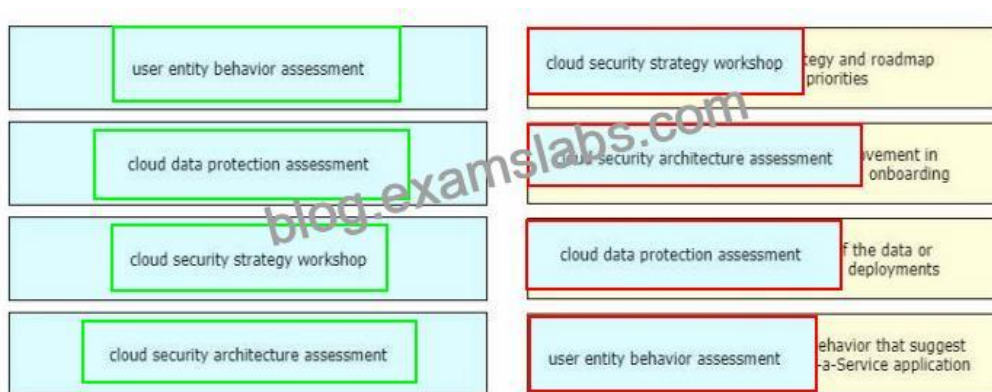 user entity behavior assessment
cloud security strategy workshop
tegy and roadmap
priorities
cloud data protection assessment
cloud security architecture assessment
ovement in
onboarding
blog.examslabs.com
cloud security strategy workshop
cloud data protection assessment
f the data or
deployments
cloud security architecture assessment
user entity behavior assessment
ehavior that suggest
-a-Service application